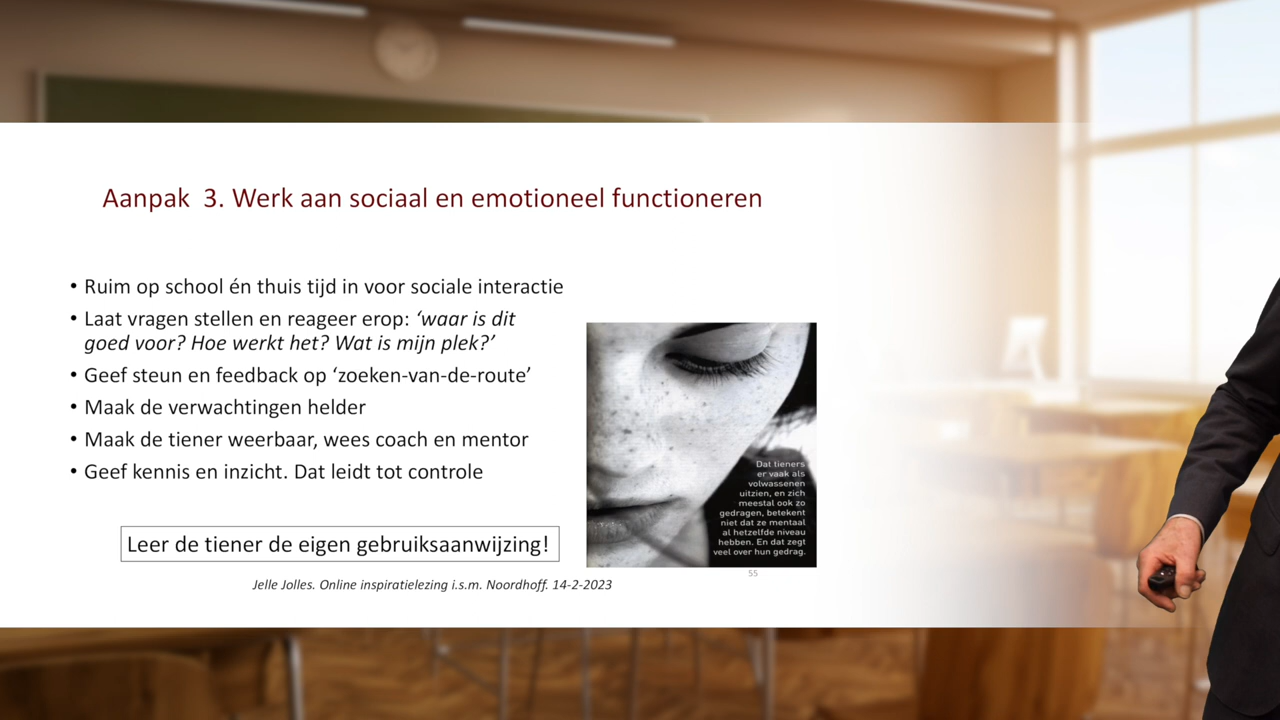 Aanpak 3. Werk aan sociaal en emotioneel functioneren
• Ruim op school én thuis tijd in voor sociale interactie
• Laat vragen stellen en reageer erop: ‘waar is dit
goed voor? Hoe werkt het? Wat is mijn plek?’
• Geef steun en feedback op ‘zoeken-van-de-route’
• Maak de verwachtingen helder
• Maak de tiener weerbaar, wees coach en mentor
• Geef kennis en inzicht. Dat leidt tot controle
Dat tieners
er vaak als
volwassenen
uitzien, en zich
meestal ook zo
gedragen, betekent
niet dat ze mentaal
al hetzelfde niveau
hebben. En dat zegt
veel over hun gedrag.
Leer de tiener de eigen gebruiksaanwijzing!
55
Jelle Jolles. Online inspiratielezing i.s.m. Noordhoff. 14-2-2023